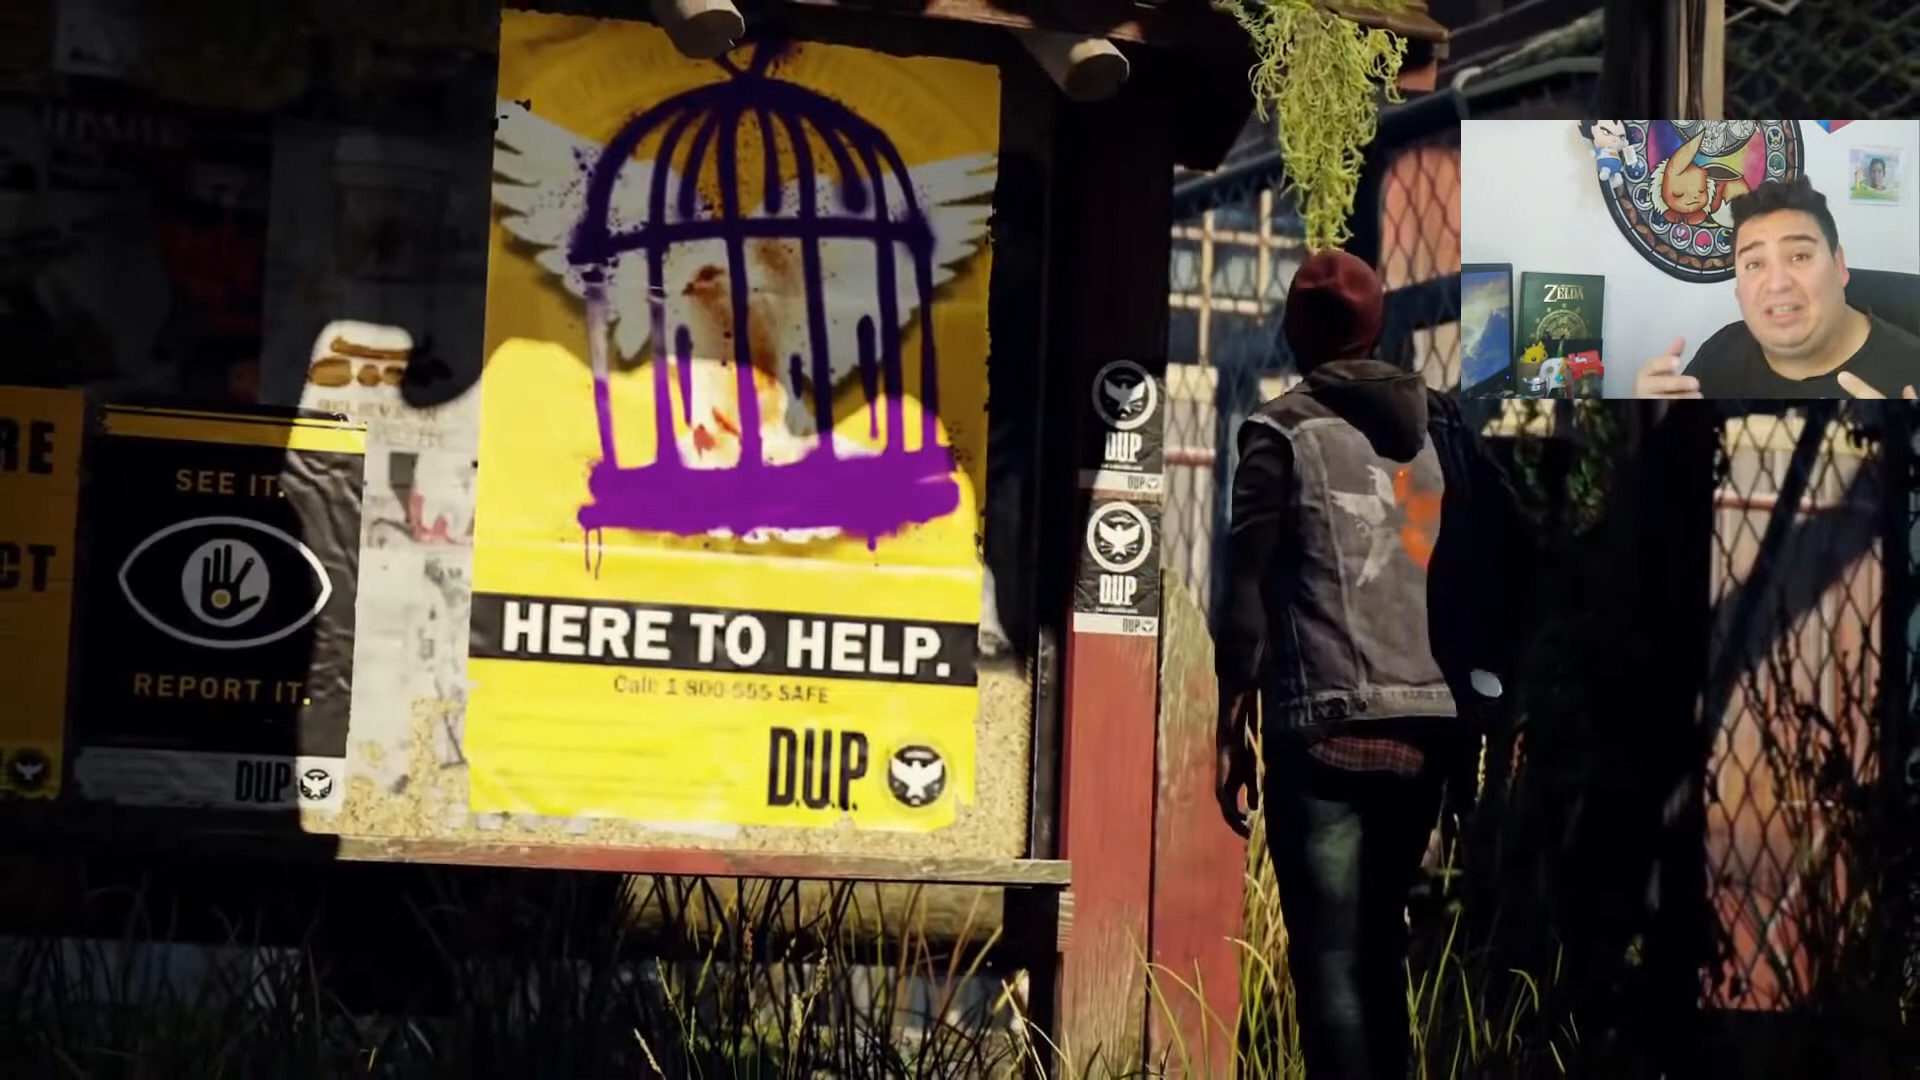 RE
CT
SEE IT.
REPORT IT.
DUP
HERE TO HELP.
Call: 1-800-555-SAFE
D.U.P.
DUP
DUP
DUP
DUP
ZELDA